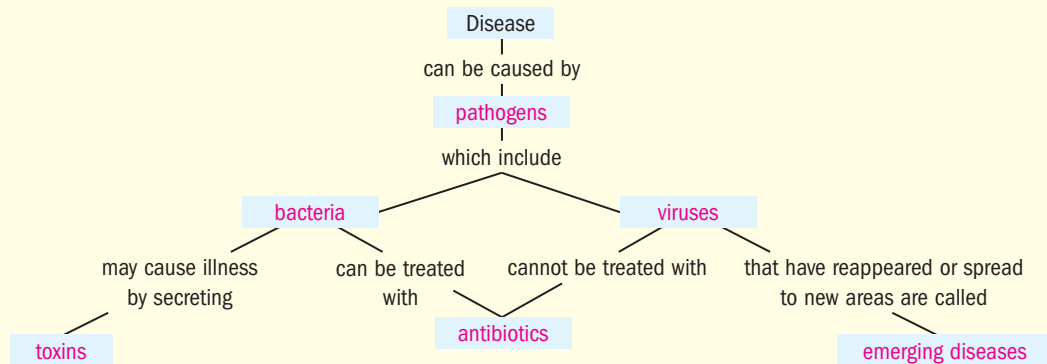 Disease
can be caused by
pathogens
which include
bacteria
viruses
may cause illness
by secreting
can be treated
with
cannot be treated with
that have reappeared or spread
to new areas are called
toxins
antibiotics
emerging diseases